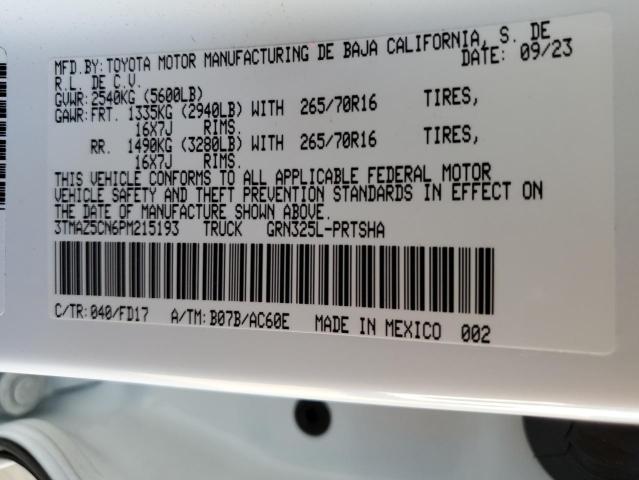 MFD.BY:TOYOTA MOTOR MANUFACTURING DE BAJA CALIFORNIA, S. DE
R.L. DE C.V. DATE: 09/23
GVWR:2540KG (5600LB)
GAWR:FRT. 1335KG (2940LB) WITH 265/70R16 TIRES,
16X7J RIMS.
RR. 1490KG (3280LB) WITH 265/70R16 TIRES,
16X7J RIMS.
THIS VEHICLE CONFORMS TO ALL APPLICABLE FEDERAL MOTOR
VEHICLE SAFETY AND THEFT PREVENTION STANDARDS IN EFFECT ON
THE DATE OF MANUFACTURE SHOWN ABOVE.
3TMAZ5CN6PM215193 TRUCK GRN325L-PRTSHA
C/TR:040/FD17 A/TM:B07B/AC60E MADE IN MEXICO 002